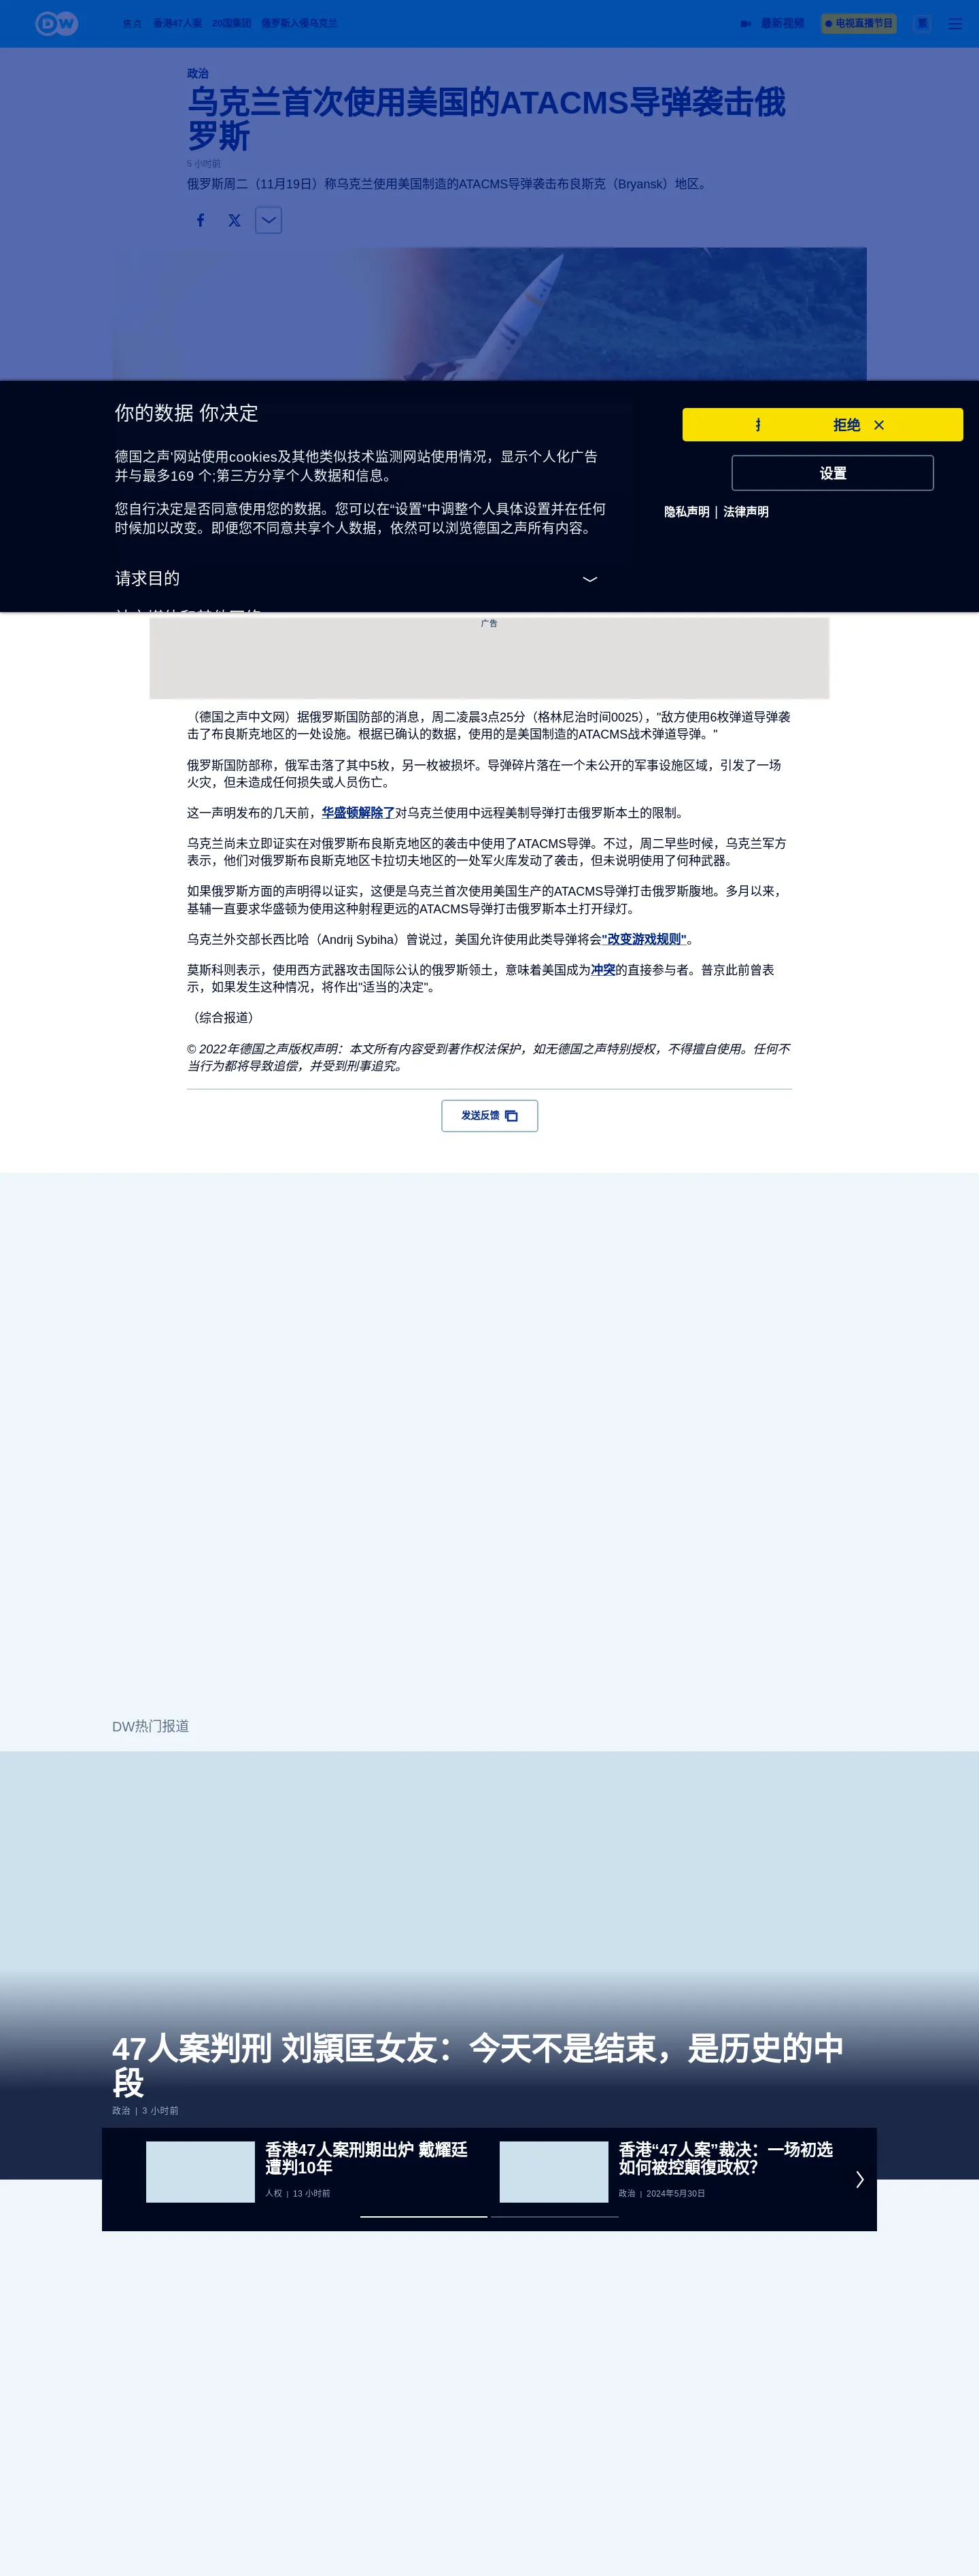 DW
焦点 香港47人案 20国集团 俄罗斯入侵乌克兰 最新视频 电视直播节目 繁
政治
乌克兰首次使用美国的ATACMS导弹袭击俄
罗斯
5 小时前
俄罗斯周二（11月19日）称乌克兰使用美国制造的ATACMS导弹袭击布良斯克（Bryansk）地区。
你的数据 你决定
德国之声'网站使用cookies及其他类似技术监测网站使用情况，显示个人化广告
并与最多169 个;第三方分享个人数据和信息。
您自行决定是否同意使用您的数据。您可以在“设置”中调整个人具体设置并在任何
时候加以改变。即便您不同意共享个人数据，依然可以浏览德国之声所有内容。
请求目的
拒绝
设置
隐私声明 | 法律声明
广告
（德国之声中文网）据俄罗斯国防部的消息，周二凌晨3点25分（格林尼治时间0025），"敌方使用6枚弹道导弹袭
击了布良斯克地区的一处设施。根据已确认的数据，使用的是美国制造的ATACMS战术弹道导弹。"
俄罗斯国防部称，俄军击落了其中5枚，另一枚被损坏。导弹碎片落在一个未公开的军事设施区域，引发了一场
火灾，但未造成任何损失或人员伤亡。
这一声明发布的几天前，华盛顿解除了对乌克兰使用中远程美制导弹打击俄罗斯本土的限制。
乌克兰尚未立即证实在对俄罗斯布良斯克地区的袭击中使用了ATACMS导弹。不过，周二早些时候，乌克兰军方
表示，他们对俄罗斯布良斯克地区卡拉切夫地区的一处军火库发动了袭击，但未说明使用了何种武器。
如果俄罗斯方面的声明得以证实，这便是乌克兰首次使用美国生产的ATACMS导弹打击俄罗斯腹地。多月以来，
基辅一直要求华盛顿为使用这种射程更远的ATACMS导弹打击俄罗斯本土打开绿灯。
乌克兰外交部长西比哈（Andrij Sybiha）曾说过，美国允许使用此类导弹将会"改变游戏规则"。
莫斯科则表示，使用西方武器攻击国际公认的俄罗斯领土，意味着美国成为冲突的直接参与者。普京此前曾表
示，如果发生这种情况，将作出"适当的决定"。
（综合报道）
© 2022年德国之声版权声明：本文所有内容受到著作权法保护，如无德国之声特别授权，不得擅自使用。任何不
当行为都将导致追偿，并受到刑事追究。
发送反馈
DW热门报道
47人案判刑 刘頴匡女友：今天不是结束，是历史的中
段
政治 | 3 小时前
香港47人案刑期出炉 戴耀廷
遭判10年
人权 | 13 小时前
香港“47人案”裁决：一场初选
如何被控颠復政权？
政治 | 2024年5月30日